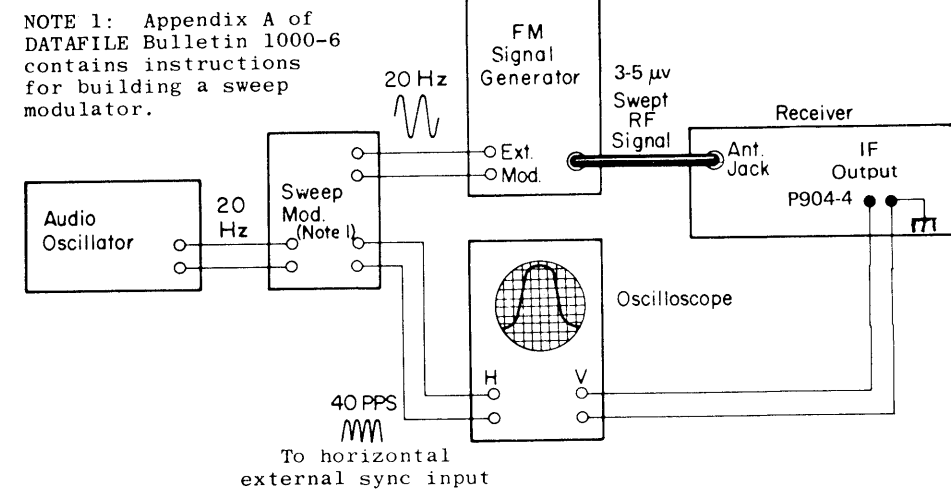 NOTE 1: Appendix A of
DATAFILE Bulletin 1000-6
contains instructions
for building a sweep
modulator.
20 Hz
FM
Signal
Generator
Ext.
Mod.
3-5 μv
Swept
RF
Signal
Receiver
Ant.
Jack
IF
Output
P904-4
Audio
Oscillator
20
Hz
Sweep
Mod.
(Note 1)
Oscilloscope
H
V
40 PPS
To horizontal
external sync input